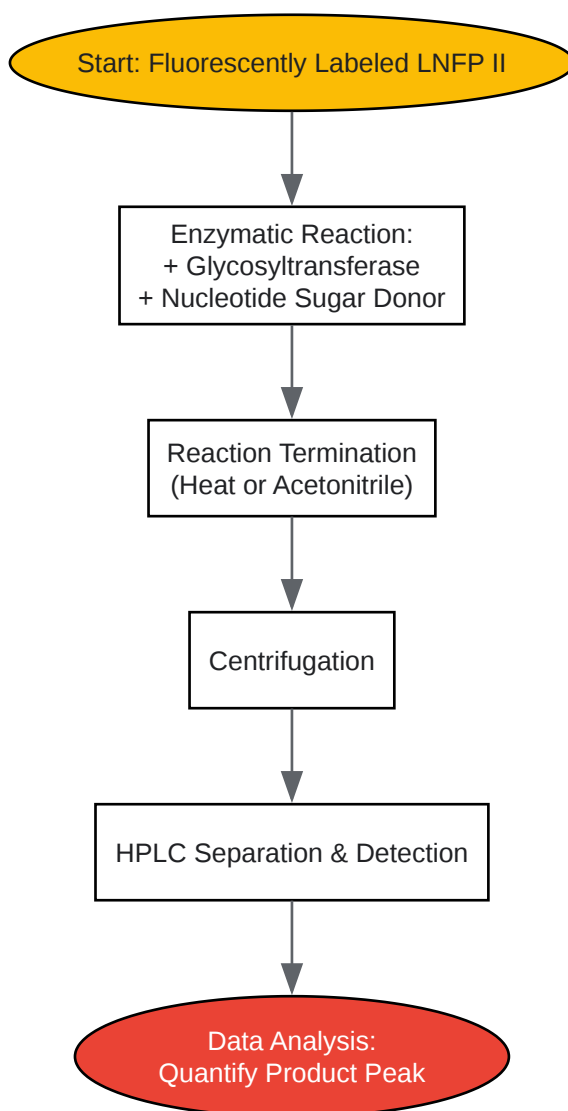 Start: Fluorescently Labeled LNFP II
Enzymatic Reaction:
+ Glycosyltransferase
+ Nucleotide Sugar Donor
Reaction Termination
(Heat or Acetonitrile)
Centrifugation
HPLC Separation & Detection
Data Analysis:
Quantify Product Peak